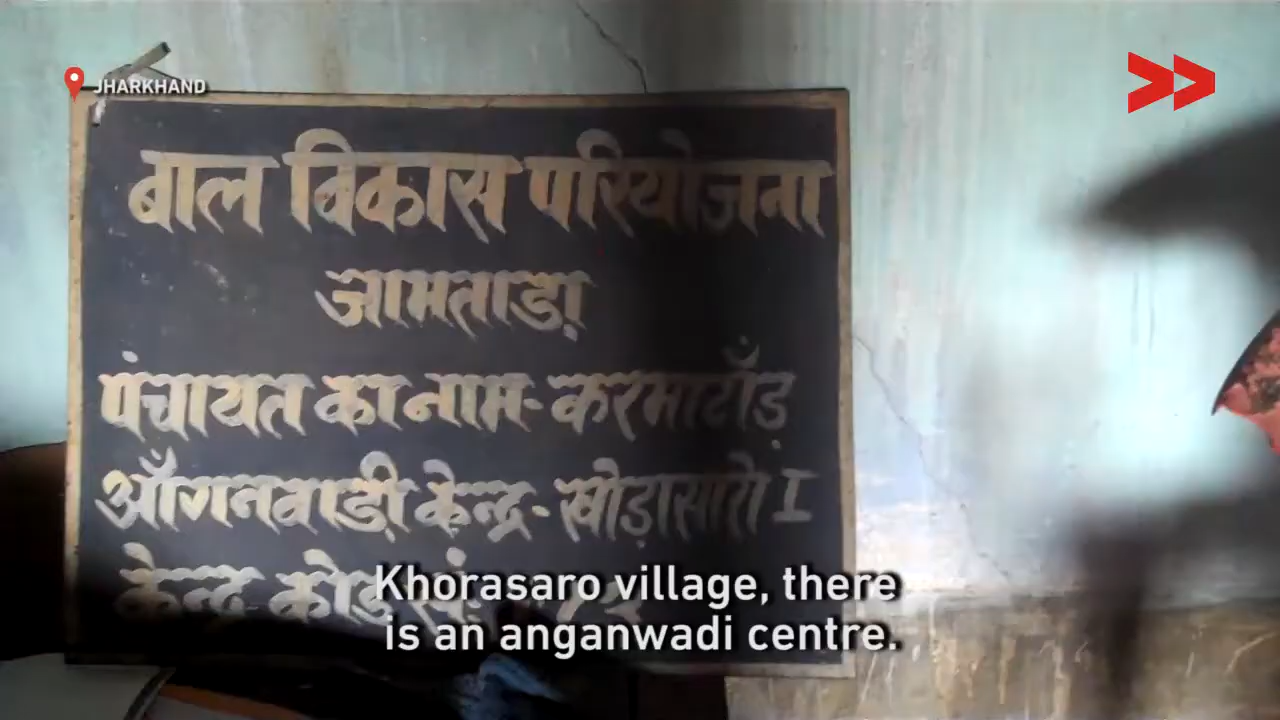 JHARKHAND
बाल विकास परियोजना
जामताड़ा
पंचायत का नाम- करमाटाँड़
आँगनवाडी़ केन्द्र- खोड़ासारो I
केन्द्र कोड सं:
Khorasaro village, there
is an anganwadi centre.